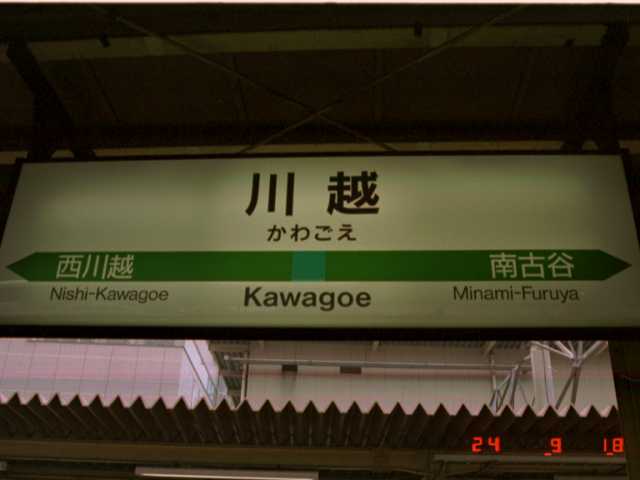 川越
かわごえ
西川越
南古谷
Nishi-Kawagoe
Kawagoe
Minami-Furuya
24 9 18